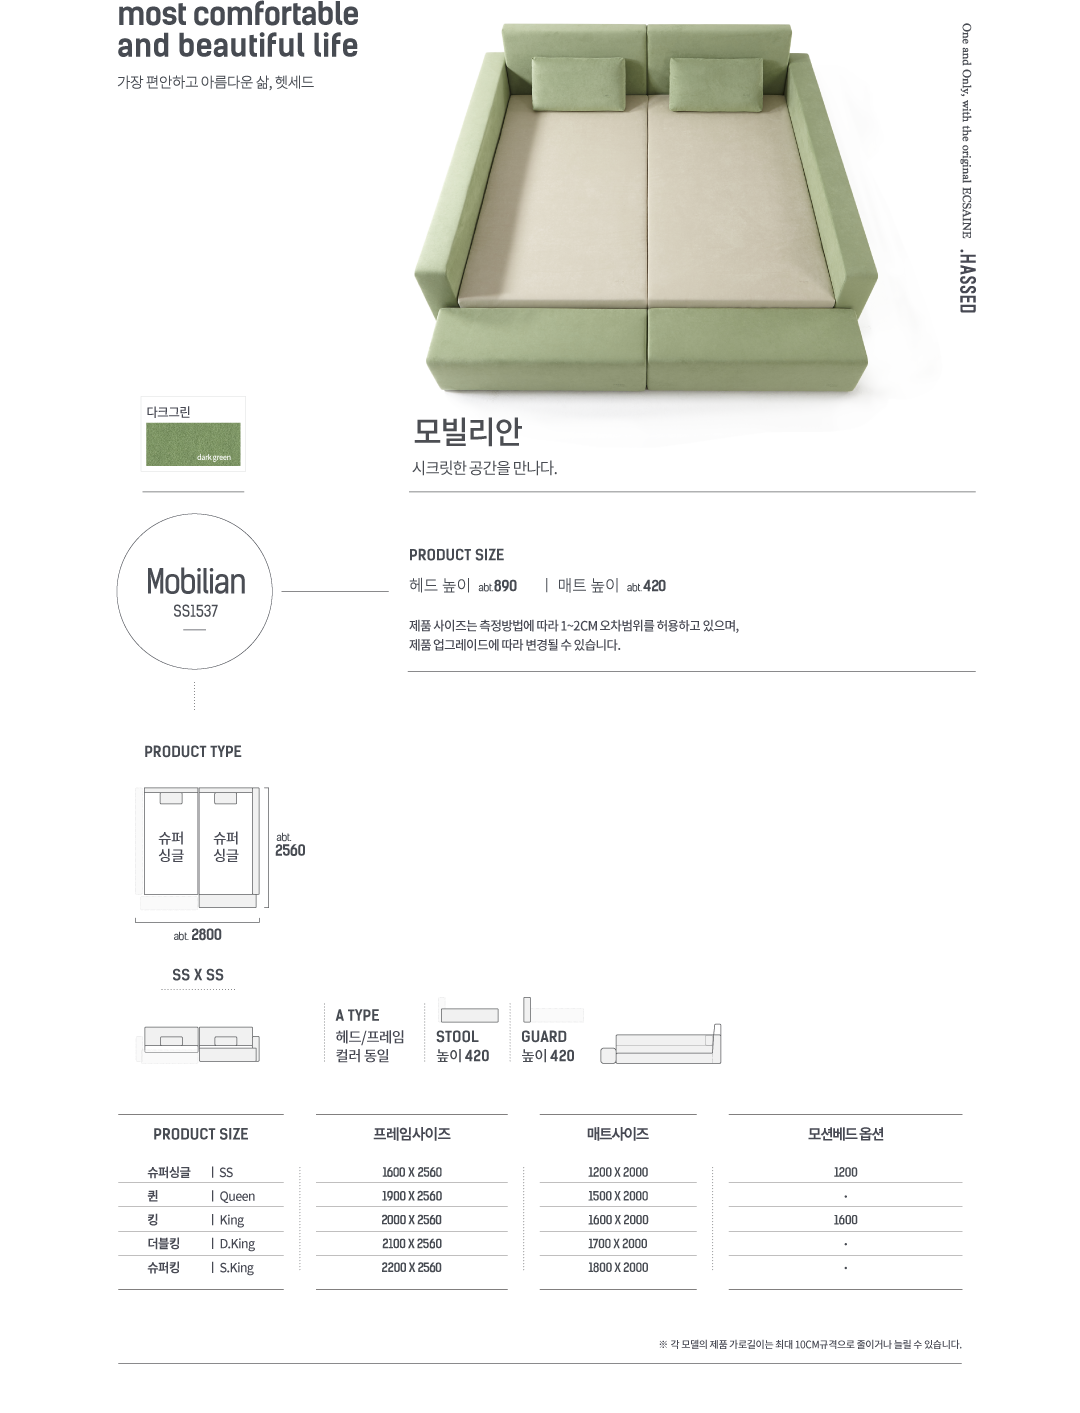 most comfortable
and beautiful life
가장 편안하고 아름다운 삶, 헷세드
One and Only, with the original ECSAINE .HASSED
다크그린
dark green
모빌리안
시크릿한 공간을 만나다.
Mobilian
SS1537
PRODUCT SIZE
헤드 높이 abt.890 | 매트 높이 abt.420
제품 사이즈는 측정방법에 따라 1~2CM 오차범위를 허용하고 있으며,
제품 업그레이드에 따라 변경될 수 있습니다.
PRODUCT TYPE
슈퍼 슈퍼
싱글 싱글
abt.
2560
abt. 2800
SS X SS
A TYPE
헤드/프레임
컬러 동일
STOOL
높이 420
GUARD
높이 420
PRODUCT SIZE 프레임사이즈 매트사이즈 모션베드 옵션
슈퍼싱글 | SS 1600 X 2560 1200 X 2000 1200
퀸 | Queen 1900 X 2560 1500 X 2000 ·
킹 | King 2000 X 2560 1600 X 2000 1600
더블킹 | D.King 2100 X 2560 1700 X 2000 ·
슈퍼킹 | S.King 2200 X 2560 1800 X 2000 ·
※ 각 모델의 제품 가로길이는 최대 10CM규격으로 줄이거나 늘릴 수 있습니다.